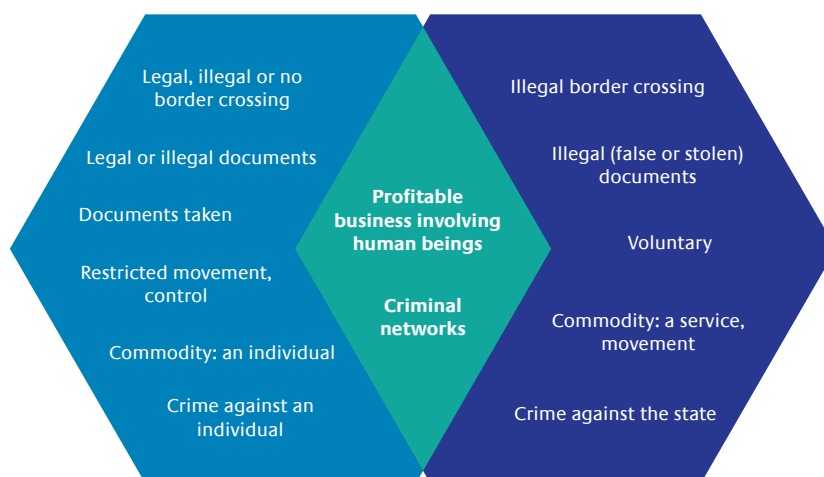 Legal, illegal or no
border crossing
Legal or illegal documents
Documents taken
Restricted movement,
control
Commodity: an individual
Crime against an
individual
Profitable
business involving
human beings
Criminal
networks
Illegal border crossing
Illegal (false or stolen)
documents
Voluntary
Commodity: a service,
movement
Crime against the state